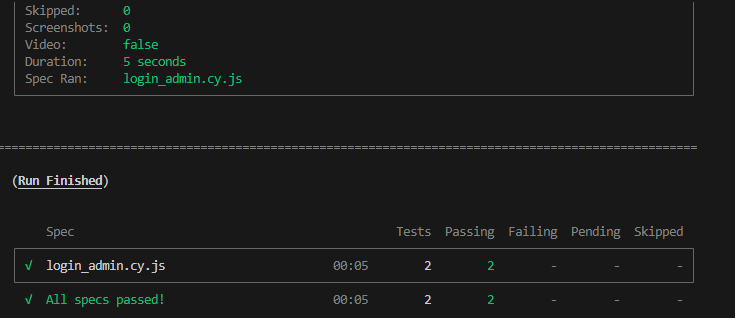 Skipped: 0
Screenshots: 0
Video: false
Duration: 5 seconds
Spec Ran: login_admin.cy.js
====================================================================================================
(Run Finished)
Spec Tests Passing Failing Pending Skipped
√ login_admin.cy.js 00:05 2 2 - - -
√ All specs passed! 00:05 2 2 - - -